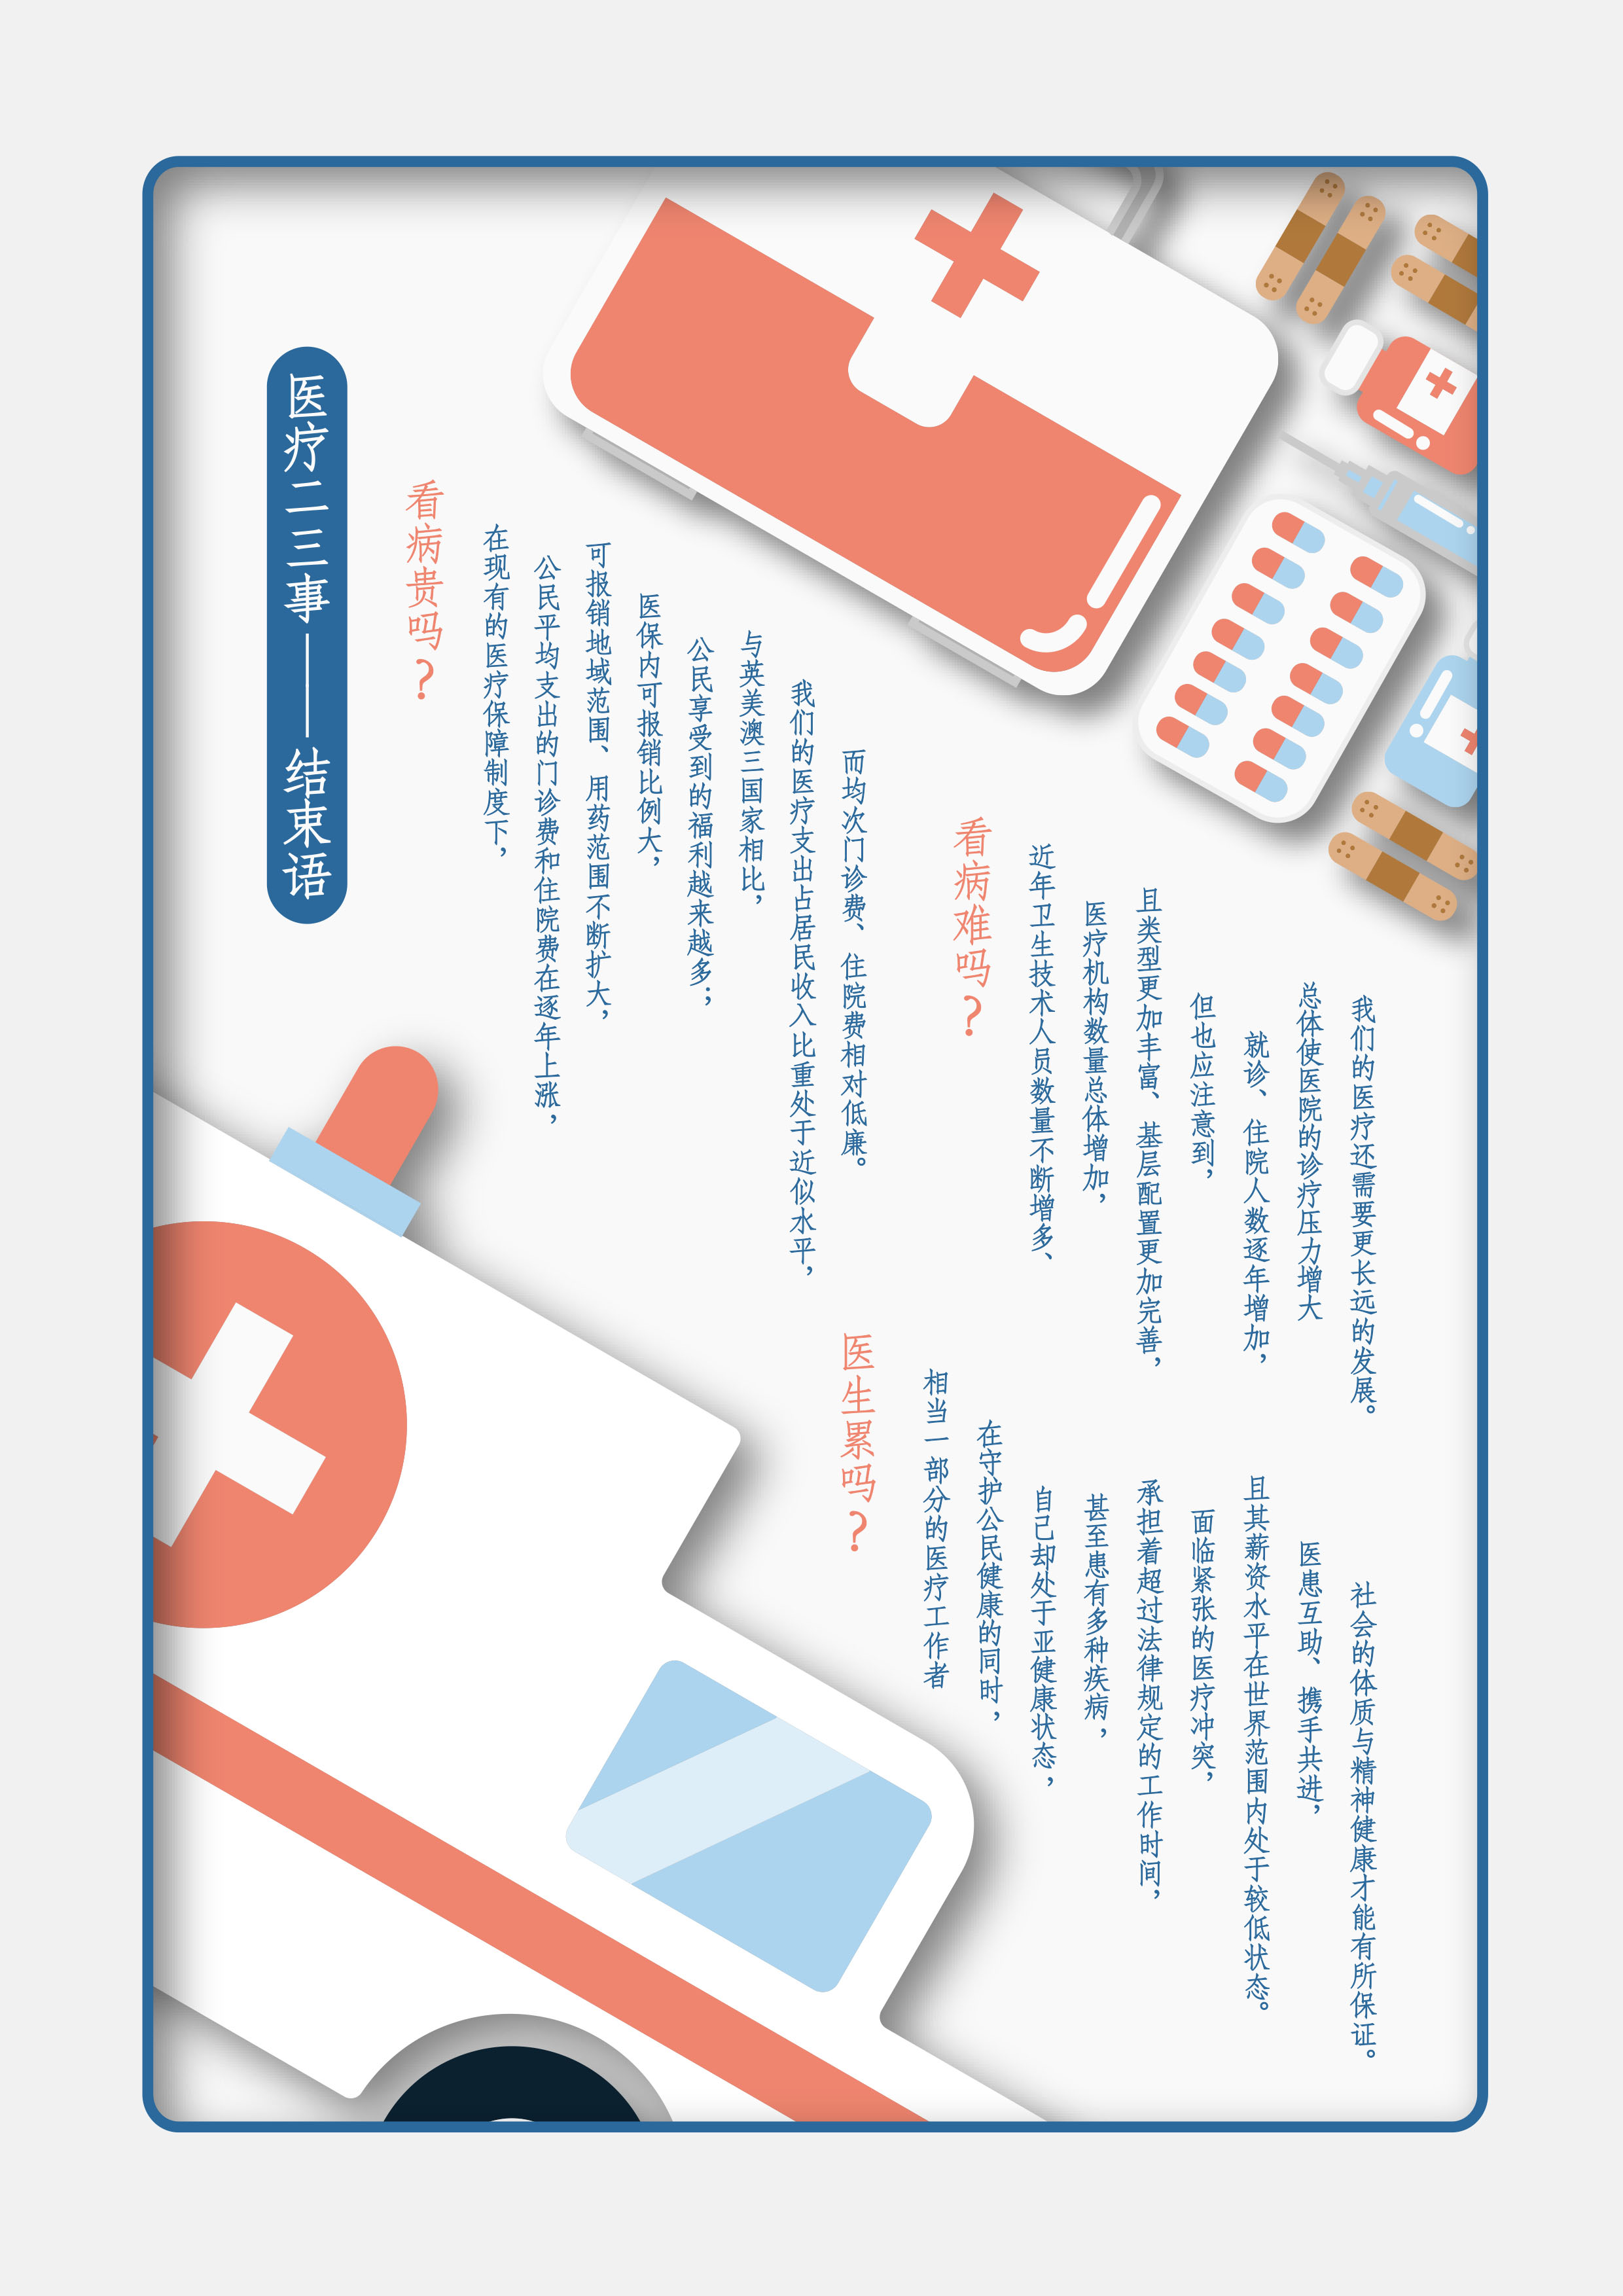 医疗二三事——结束语
看病贵吗？
在现有的医疗保障制度下，
公民平均支出的门诊费和住院费在逐年上涨，
可报销地域范围、用药范围不断扩大，
医保内可报销比例大，
公民享受到的福利越来越多；
与英美澳三国家相比，
我们的医疗支出占居民收入比重处于近似水平，
而均次门诊费、住院费相对低廉。
看病难吗？
近年卫生技术人员数量不断增多、
医疗机构数量总体增加，
且类型更加丰富、基层配置更加完善，
但也应注意到，
就诊、住院人数逐年增加，
总体使医院的诊疗压力增大
我们的医疗还需要更长远的发展。
医生累吗？
相当一部分的医疗工作者
在守护公民健康的同时，
自己却处于亚健康状态，
甚至患有多种疾病，
承担着超过法律规定的工作时间，
面临紧张的医疗冲突，
且其薪资水平在世界范围内处于较低状态。
医患互助、携手共进，
社会的体质与精神健康才能有所保证。